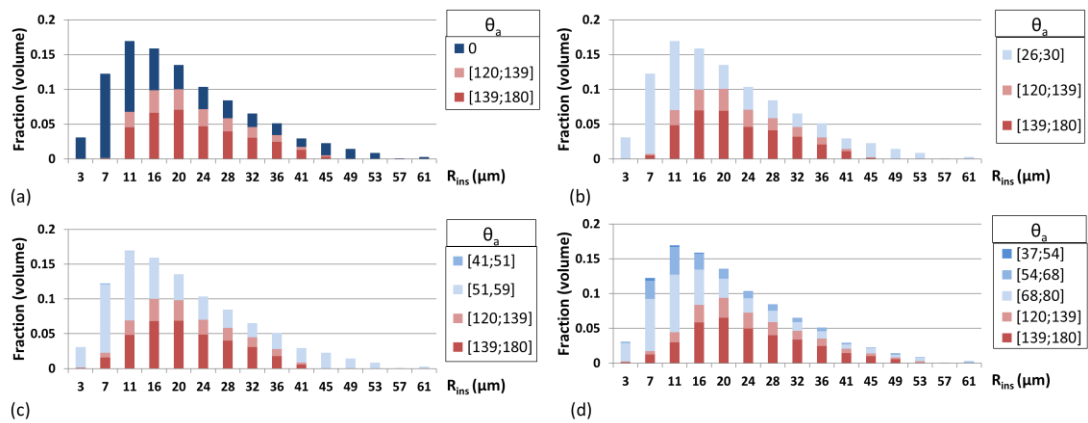 θa
0
[120;139]
[139;180]
Fraction (volume)
0.2
0.15
0.1
0.05
0
3 7 11 16 20 24 28 32 36 41 45 49 53 57 61 Rins (μm)
(a)
θa
[26;30]
[120;139]
[139;180]
Fraction (volume)
0.2
0.15
0.1
0.05
0
3 7 11 16 20 24 28 32 36 41 45 49 53 57 61 Rins (μm)
(b)
θa
[41;51]
[51,59]
[120;139]
[139;180]
Fraction (volume)
0.2
0.15
0.1
0.05
0
3 7 11 16 20 24 28 32 36 41 45 49 53 57 61 Rins (μm)
(c)
θa
[37;54]
[54;68]
[68;80]
[120;139]
[139;180]
Fraction (volume)
0.2
0.15
0.1
0.05
0
3 7 11 16 20 24 28 32 36 41 45 49 53 57 61 Rins (μm)
(d)